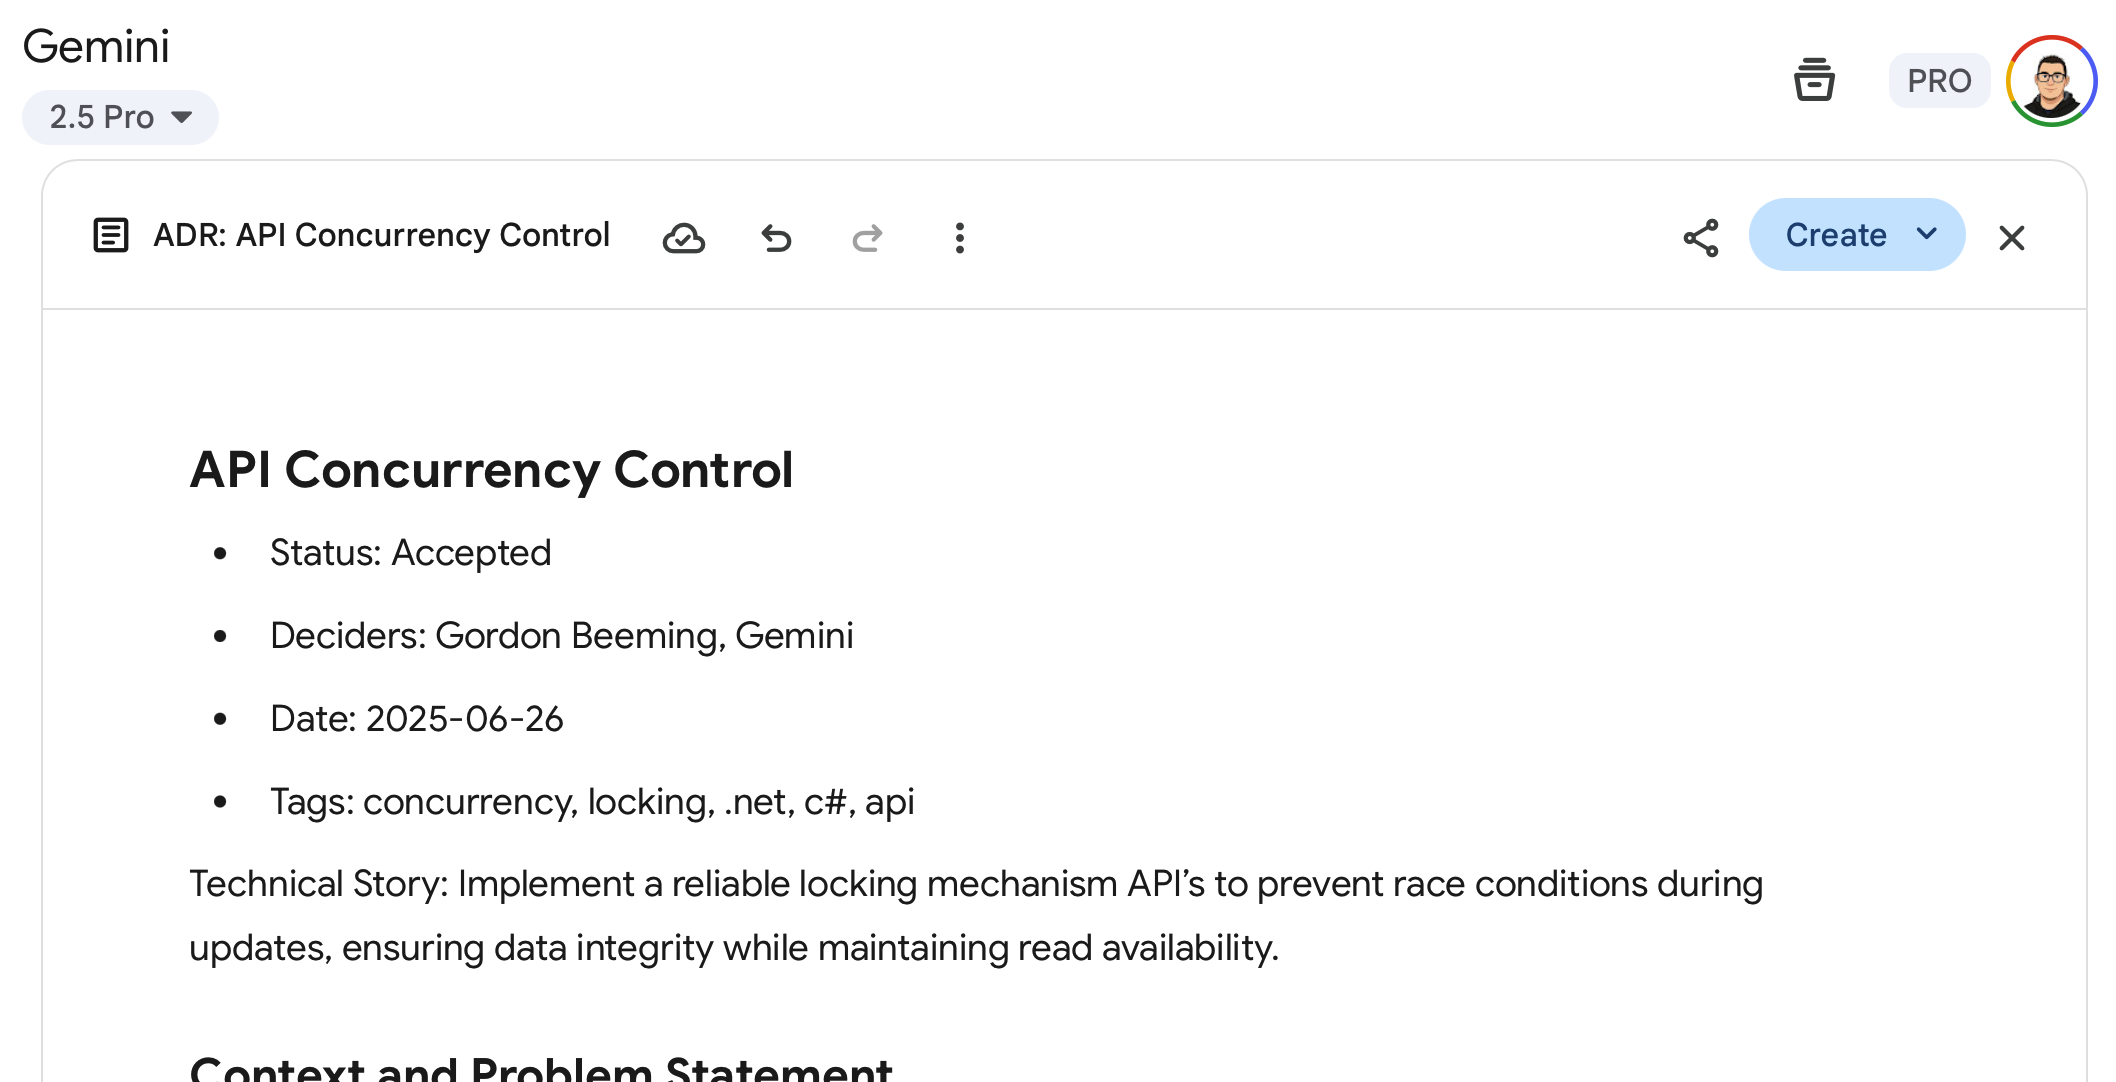 Gemini
2.5 Pro
PRO
ADR: API Concurrency Control
Create
API Concurrency Control
• Status: Accepted
• Deciders: Gordon Beeming, Gemini
• Date: 2025-06-26
• Tags: concurrency, locking, .net, c#, api
Technical Story: Implement a reliable locking mechanism API’s to prevent race conditions during
updates, ensuring data integrity while maintaining read availability.
Context and Problem Statement